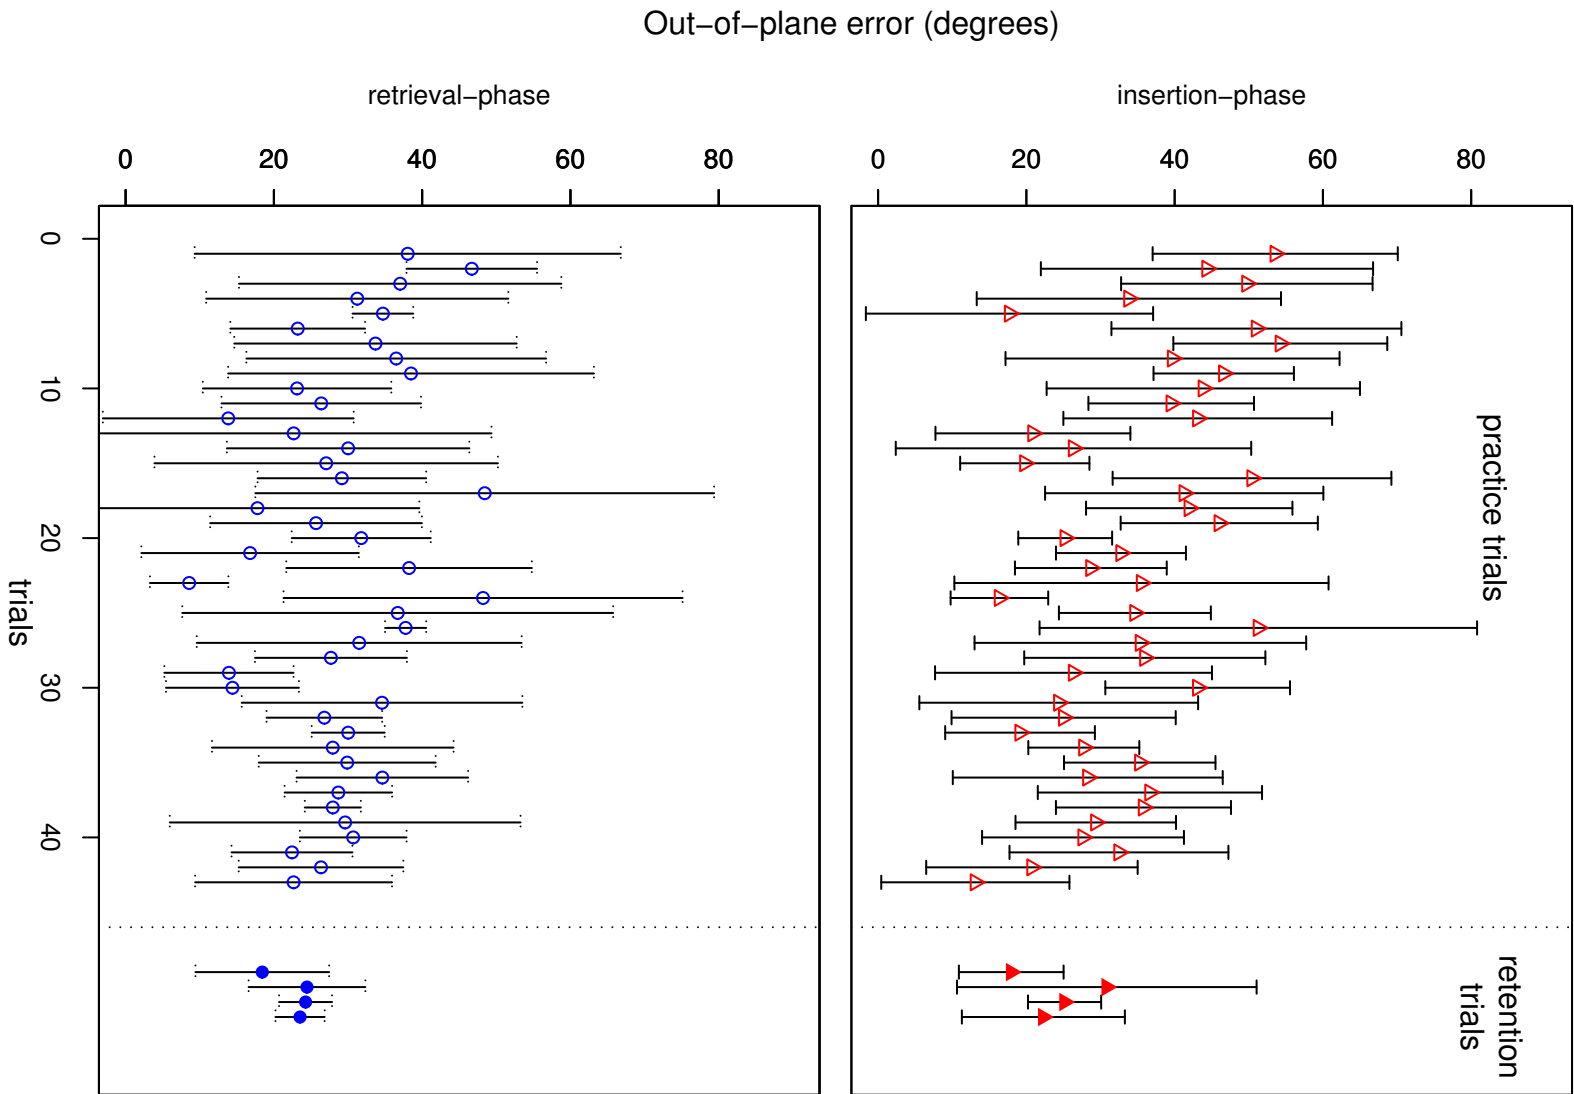 Out−of−plane error (degrees)
retrieval−phase
insertion−phase
0 20 40 60 80
0 20 40 60 80
0
10
20
30
40
trials
practice trials
retention
trials